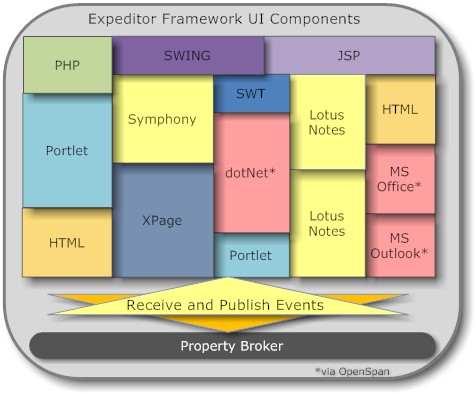 Expeditor Framework UI Components
PHP
SWING
JSP
Portlet
HTML
Symphony
XPage
SWT
dotNet*
Portlet
Lotus
Notes
Lotus
Notes
HTML
MS
Office*
MS
Outlook*
Receive and Publish Events
Property Broker
*via OpenSpan